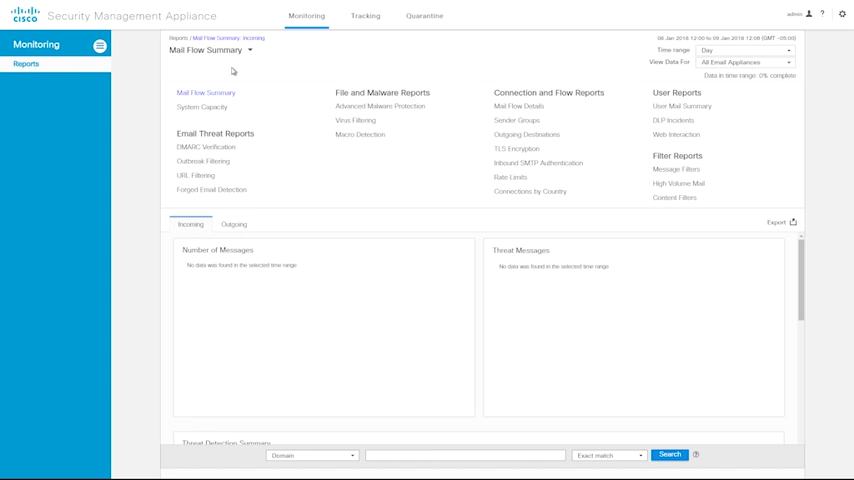 CISCO Security Management Appliance
Monitoring
Tracking
Quarantine
admin
?
Monitoring
Reports
Reports / Mail Flow Summary: Incoming
Mail Flow Summary
08 Jan 2018 12:00 to 09 Jan 2018 12:08 (GMT -05:00)
Time range Day
View Data For All Email Appliances
Data in time range: 0% complete
Mail Flow Summary
System Capacity
Email Threat Reports
DMARC Verification
Outbreak Filtering
URL Filtering
Forged Email Detection
File and Malware Reports
Advanced Malware Protection
Virus Filtering
Macro Detection
Connection and Flow Reports
Mail Flow Details
Sender Groups
Outgoing Destinations
TLS Encryption
Inbound SMTP Authentication
Rate Limits
Connections by Country
User Reports
User Mail Summary
DLP Incidents
Web Interaction
Filter Reports
Message Filters
High Volume Mail
Content Filters
Incoming
Outgoing
Export
Number of Messages
No data was found in the selected time range
Threat Messages
No data was found in the selected time range
Threat Detection Summary
Domain
Exact match
Search
?